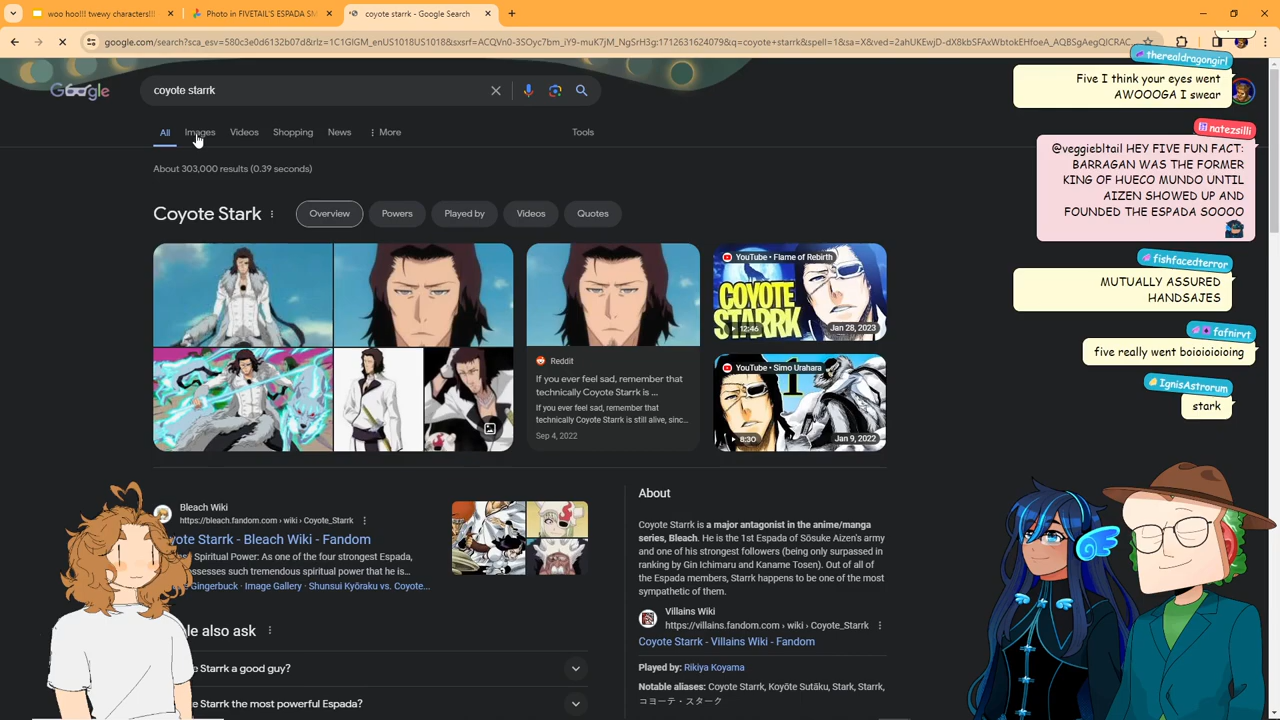 woo hoo!!! twewy characters!!!
Photo in FIVETAIL'S ESPADA SM
coyote starrk - Google Search
google.com/search?sca_esv=580c3e0d6132b07d&rlz=1C1GIGM_enUS1018US1018&sxsrf=ACQVn0-3SOyc7bm_iY9-muK7jM_NgSrH3g:1712631624079&q=coyote+starrk&spell=1&sa=X&ved=2ahUKEwjD-dX8kbSFAxWbtokEHfoeA_AQBSgAegQICRAC...
coyote starrk
All
Images
Videos
Shopping
News
More
Tools
About 303,000 results (0.39 seconds)
Coyote Stark
Overview
Powers
Played by
Videos
Quotes
Reddit
If you ever feel sad, remember that
technically Coyote Starrk is ...
If you ever feel sad, remember that
technically Coyote Starrk is still alive, sinc...
Sep 4, 2022
YouTube • Flame of Rebirth
COYOTE
STARRK
12:46
Jan 28, 2023
YouTube • Simo Urahara
1
8:30
Jan 9, 2022
Bleach Wiki
https://bleach.fandom.com › wiki › Coyote_Starrk
yote Starrk - Bleach Wiki - Fandom
Spiritual Power: As one of the four strongest Espada,
ossesses such tremendous spiritual power that he is...
Gingerbuck · Image Gallery · Shunsui Kyōraku vs. Coyote...
le also ask
te Starrk a good guy?
te Starrk the most powerful Espada?
About
Coyote Starrk is a major antagonist in the anime/manga
series, Bleach. He is the 1st Espada of Sōsuke Aizen's army
and one of his strongest followers (being only surpassed in
ranking by Gin Ichimaru and Kaname Tosen). Out of all of
the Espada members, Starrk happens to be one of the most
sympathetic of them.
Villains Wiki
https://villains.fandom.com › wiki › Coyote_Starrk
Coyote Starrk - Villains Wiki - Fandom
Played by: Rikiya Koyama
Notable aliases: Coyote Starrk, Koyōte Sutāku, Stark, Starrk,
コヨーテ・スターク
therealdragongirl
Five I think your eyes went
AWOOOGA I swear
natezsilli
@veggiebltail HEY FIVE FUN FACT:
BARRAGAN WAS THE FORMER
KING OF HUECO MUNDO UNTIL
AIZEN SHOWED UP AND
FOUNDED THE ESPADA SOOOO
fishfacedterror
MUTUALLY ASSURED
HANDSAJES
fafnirvt
five really went boioioioioing
IgnisAstrorum
stark